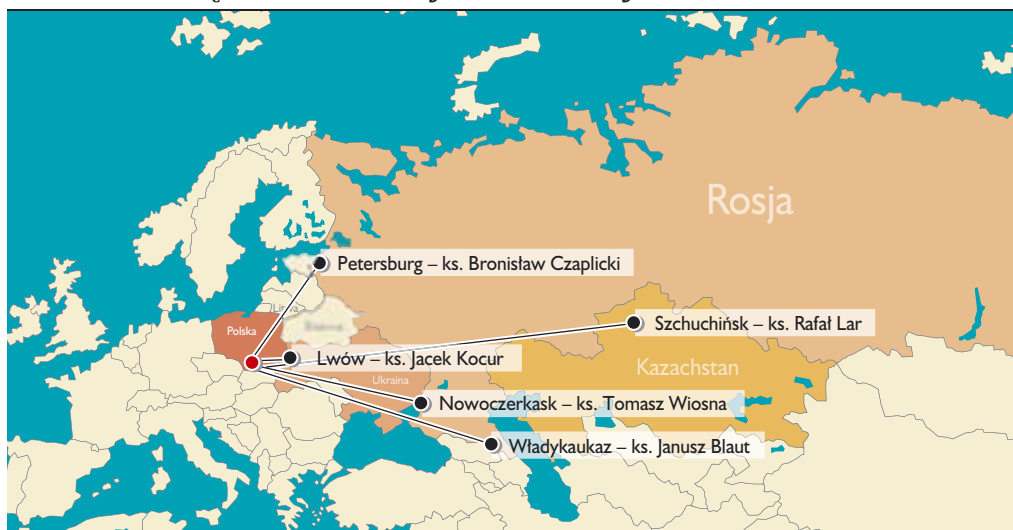 Rosja
Petersburg – ks. Bronisław Czaplicki
Litwa
Polska
Szchuchińsk – ks. Rafał Lar
Lwów – ks. Jacek Kocur
Kazachstan
Ukraina
Nowoczerkask – ks. Tomasz Wiosna
Władykaukaz – ks. Janusz Blaut